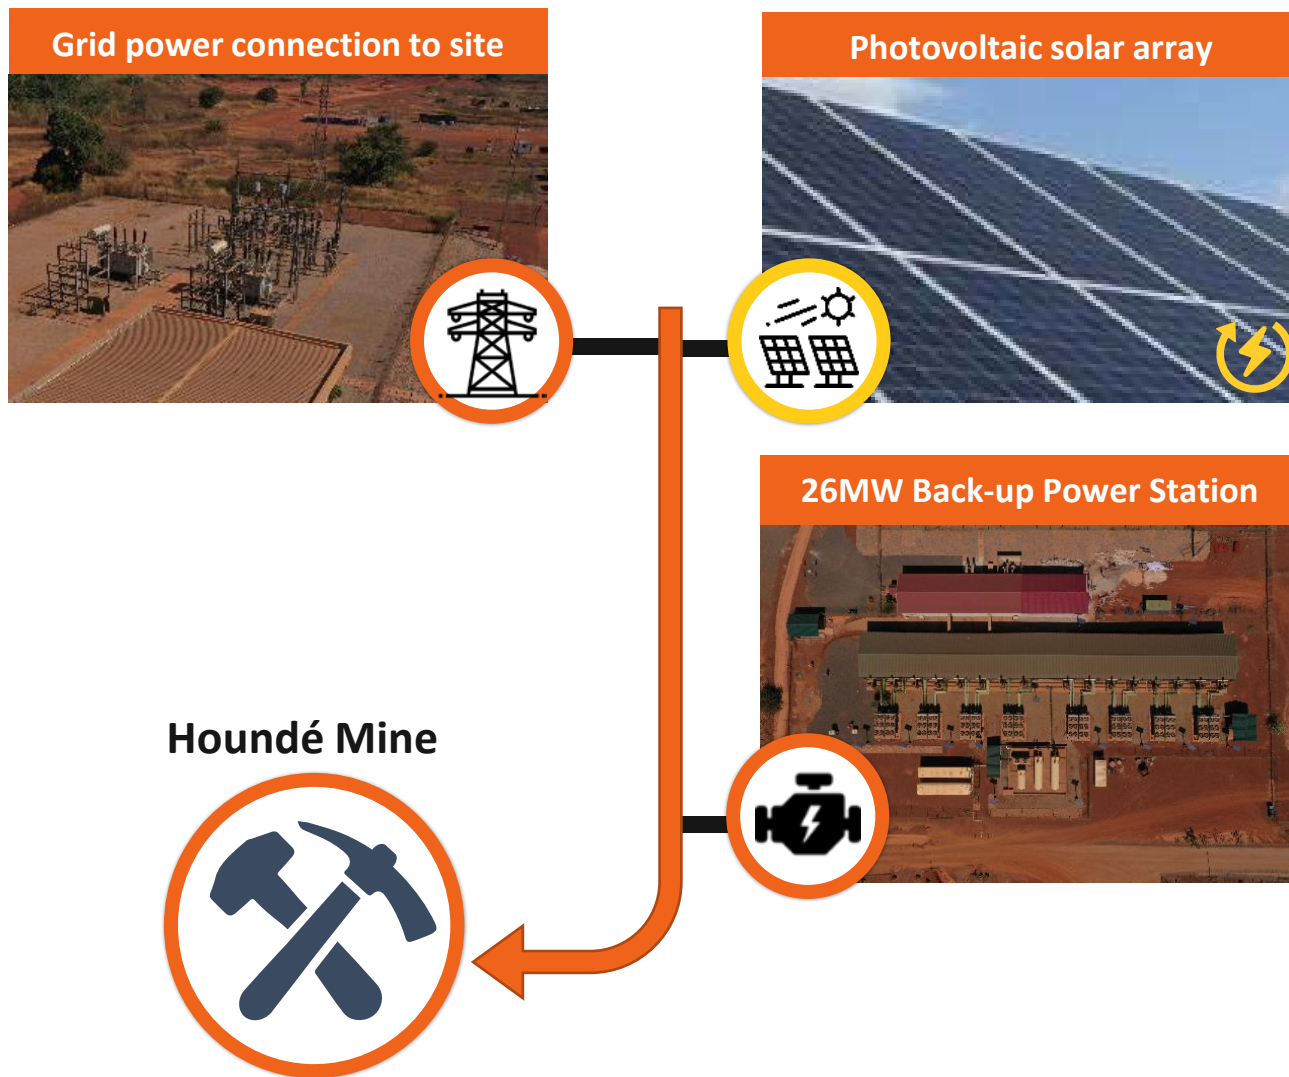 Grid power connection to site
Photovoltaic solar array
26MW Back-up Power Station
Houndé Mine